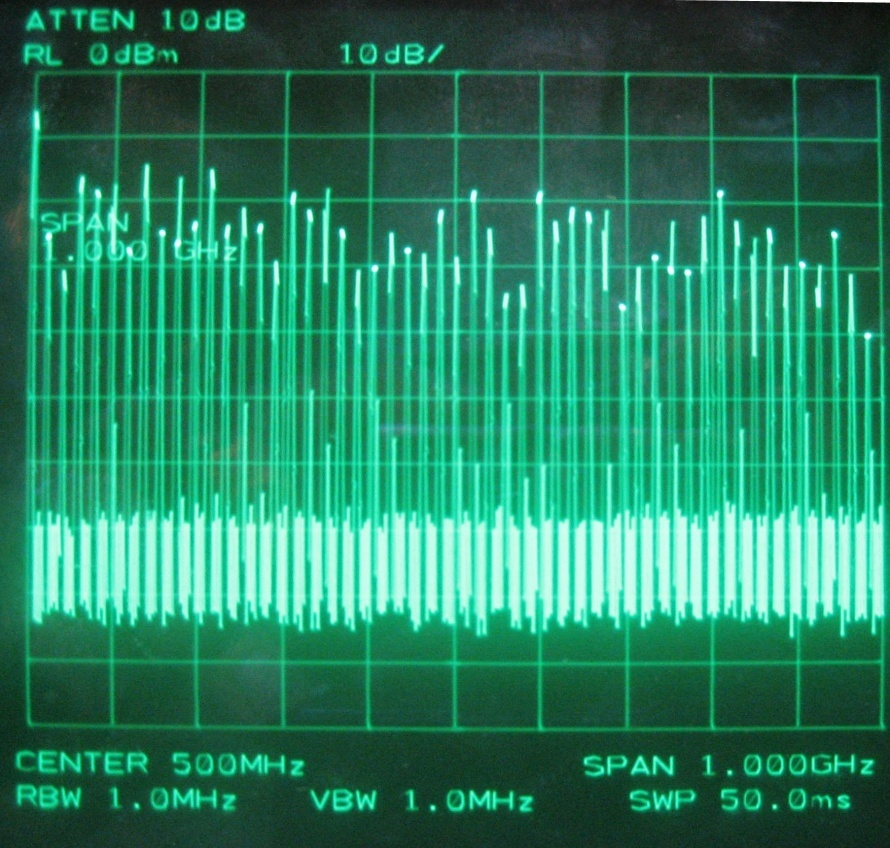 ATTEN 10dB
RL 0dBm 10dB/
SPAN
1.000 GHz
CENTER 500MHz SPAN 1.000GHz
RBW 1.0MHz VBW 1.0MHz SWP 50.0ms